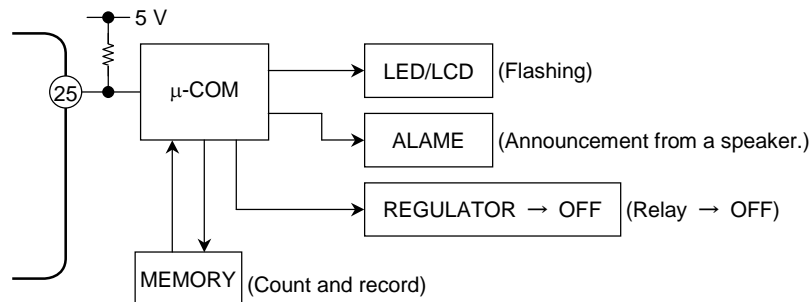 5 V
25
μ-COM
LED/LCD (Flashing)
ALAME (Announcement from a speaker.)
REGULATOR → OFF (Relay → OFF)
MEMORY (Count and record)